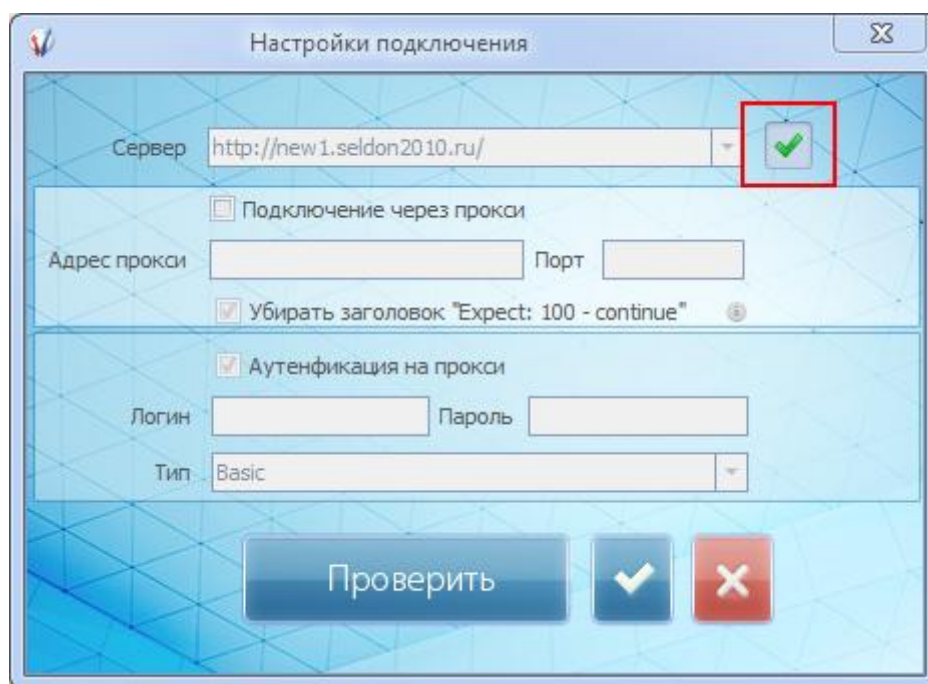 Настройки подключения
Сервер http://new1.seldon2010.ru/
Подключение через прокси
Адрес прокси Порт
Убирать заголовок "Expect: 100 - continue"
Аутенфикация на прокси
Логин Пароль
Тип Basic
Проверить